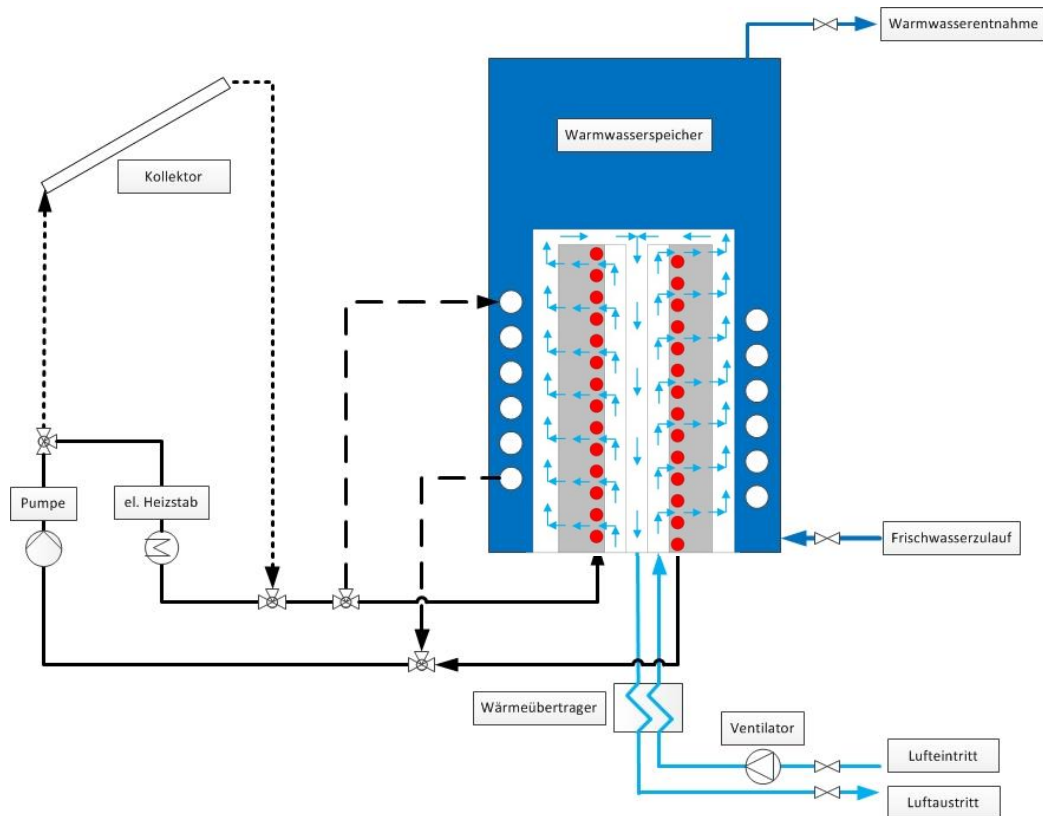 Warmwasserentnahme
Warmwasserspeicher
Kollektor
Pumpe
el. Heizstab
Frischwasserzulauf
Wärmeübertrager
Ventilator
Lufteintritt
Luftaustritt